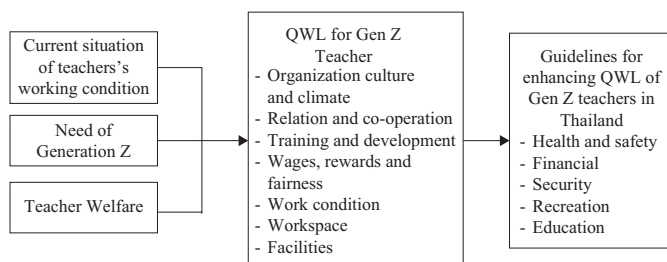 Current situation
of teachers's
working condition
Need of
Generation Z
Teacher Welfare
QWL for Gen Z
Teacher
- Organization culture
and climate
- Relation and co-operation
- Training and development
- Wages, rewards and
fairness
- Work condition
- Workspace
- Facilities
Guidelines for
enhancing QWL of
Gen Z teachers in
Thailand
- Health and safety
- Financial
- Security
- Recreation
- Education